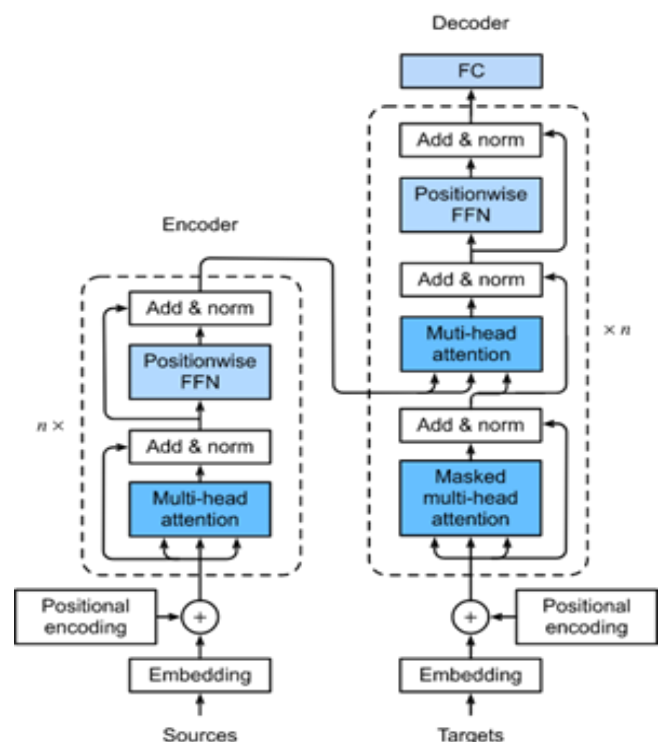 Decoder
FC
Add & norm
Positionwise
FFN
Add & norm
Muti-head
attention
× n
Add & norm
Masked
multi-head
attention
Positional
encoding
Embedding
Targets
Encoder
Add & norm
Positionwise
FFN
n ×
Add & norm
Multi-head
attention
Positional
encoding
+
Embedding
Sources
+